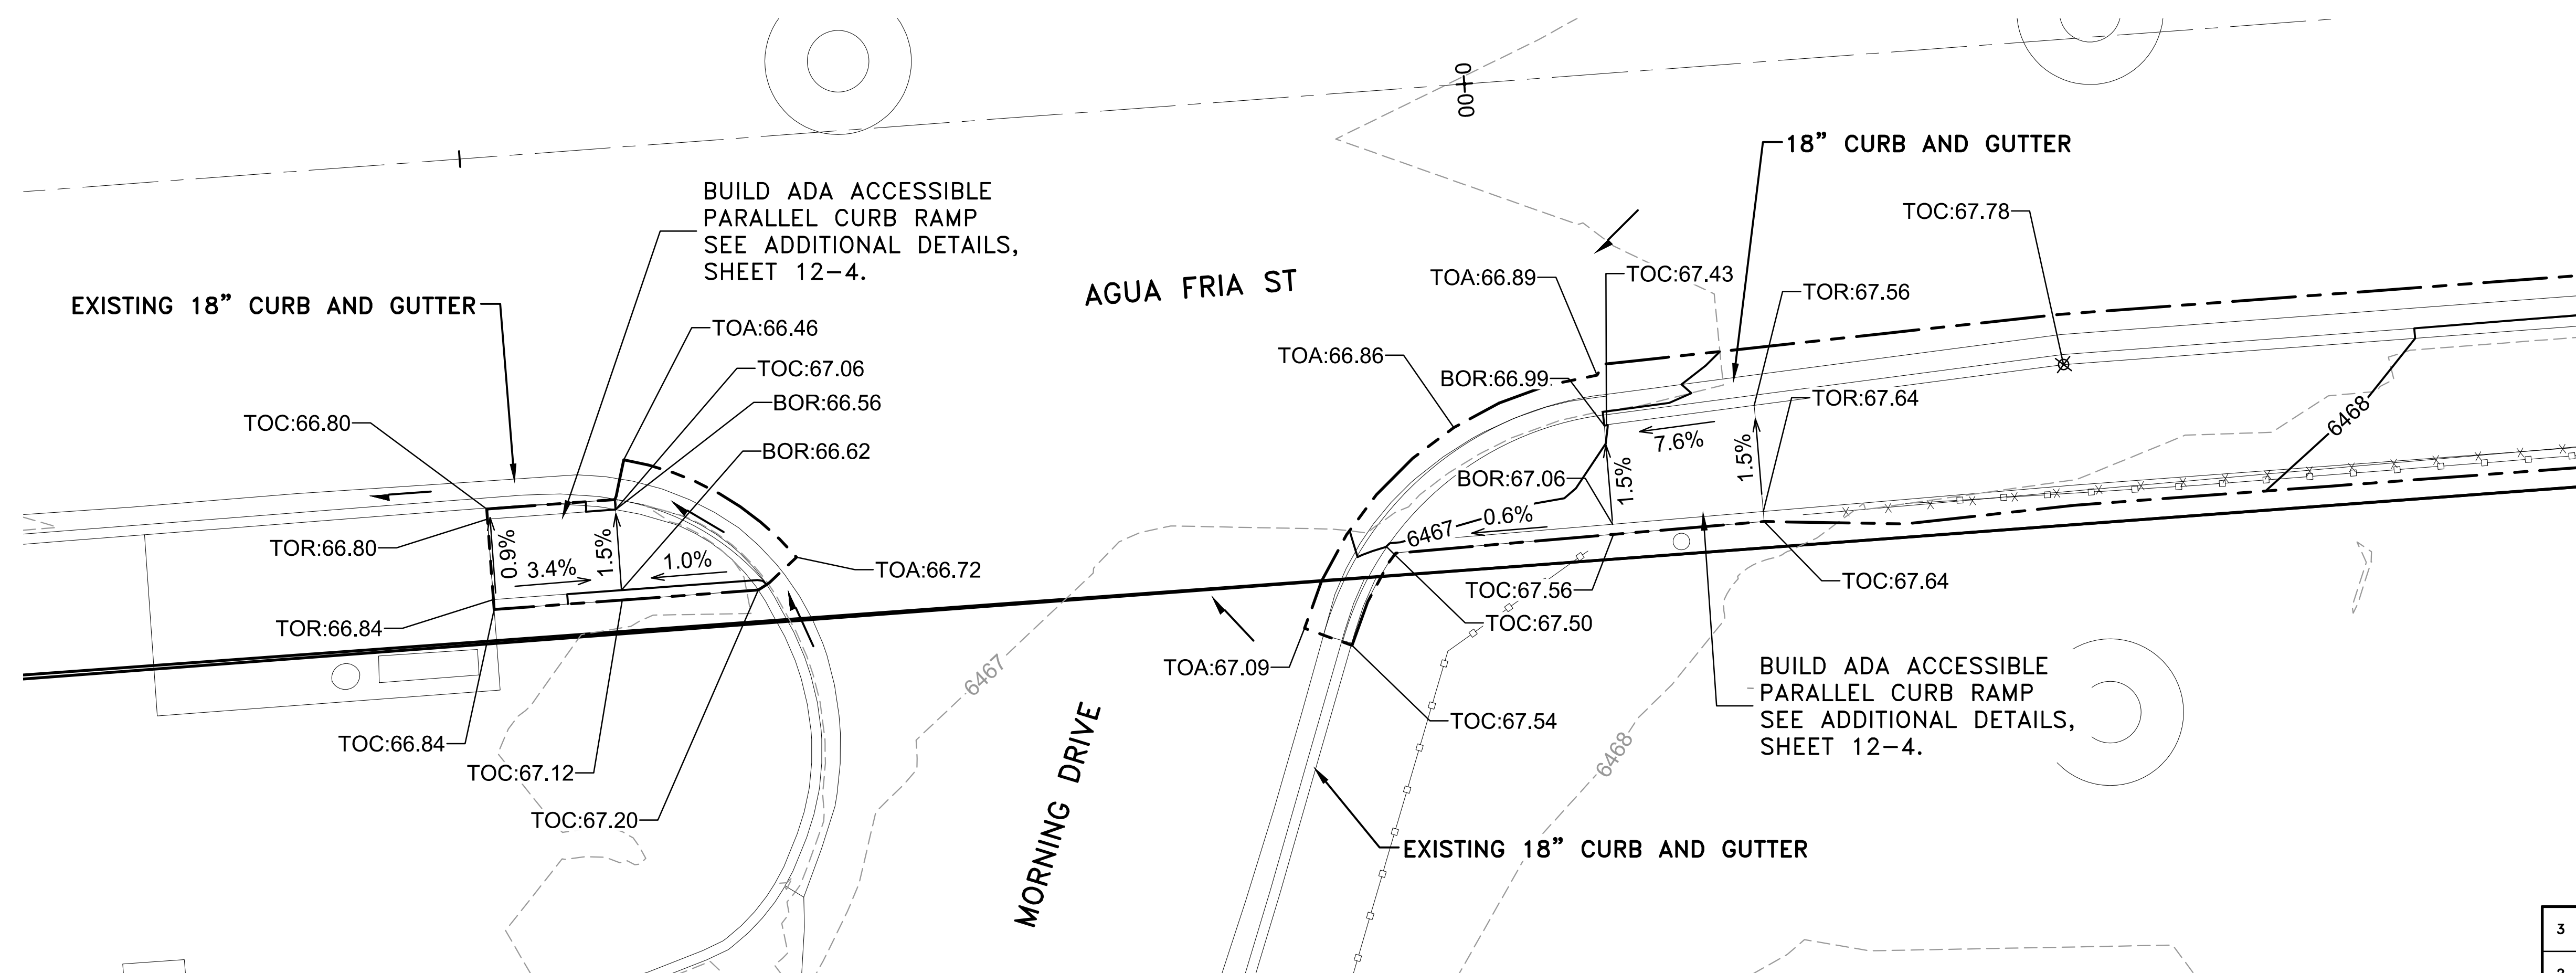 0+00
18” CURB AND GUTTER
BUILD ADA ACCESSIBLE
PARALLEL CURB RAMP
SEE ADDITIONAL DETAILS,
SHEET 12-4.
TOC:67.78
AGUA FRIA ST
TOA:66.89
TOC:67.43
TOR:67.56
EXISTING 18” CURB AND GUTTER
TOA:66.46
TOA:66.86
TOC:67.06
BOR:66.99
BOR:66.56
TOR:67.64
TOC:66.80
6468
7.6%
BOR:66.62
1.5%
BOR:67.06
1.5%
0.6%
6467
TOR:66.80
0.9%
3.4%
1.5%
1.0%
TOA:66.72
TOC:67.56
TOC:67.64
TOR:66.84
TOC:67.50
6467
TOA:67.09
BUILD ADA ACCESSIBLE
PARALLEL CURB RAMP
SEE ADDITIONAL DETAILS,
SHEET 12-4.
TOC:67.54
TOC:66.84
6468
TOC:67.12
TOC:67.20
MORNING DRIVE
EXISTING 18” CURB AND GUTTER
3